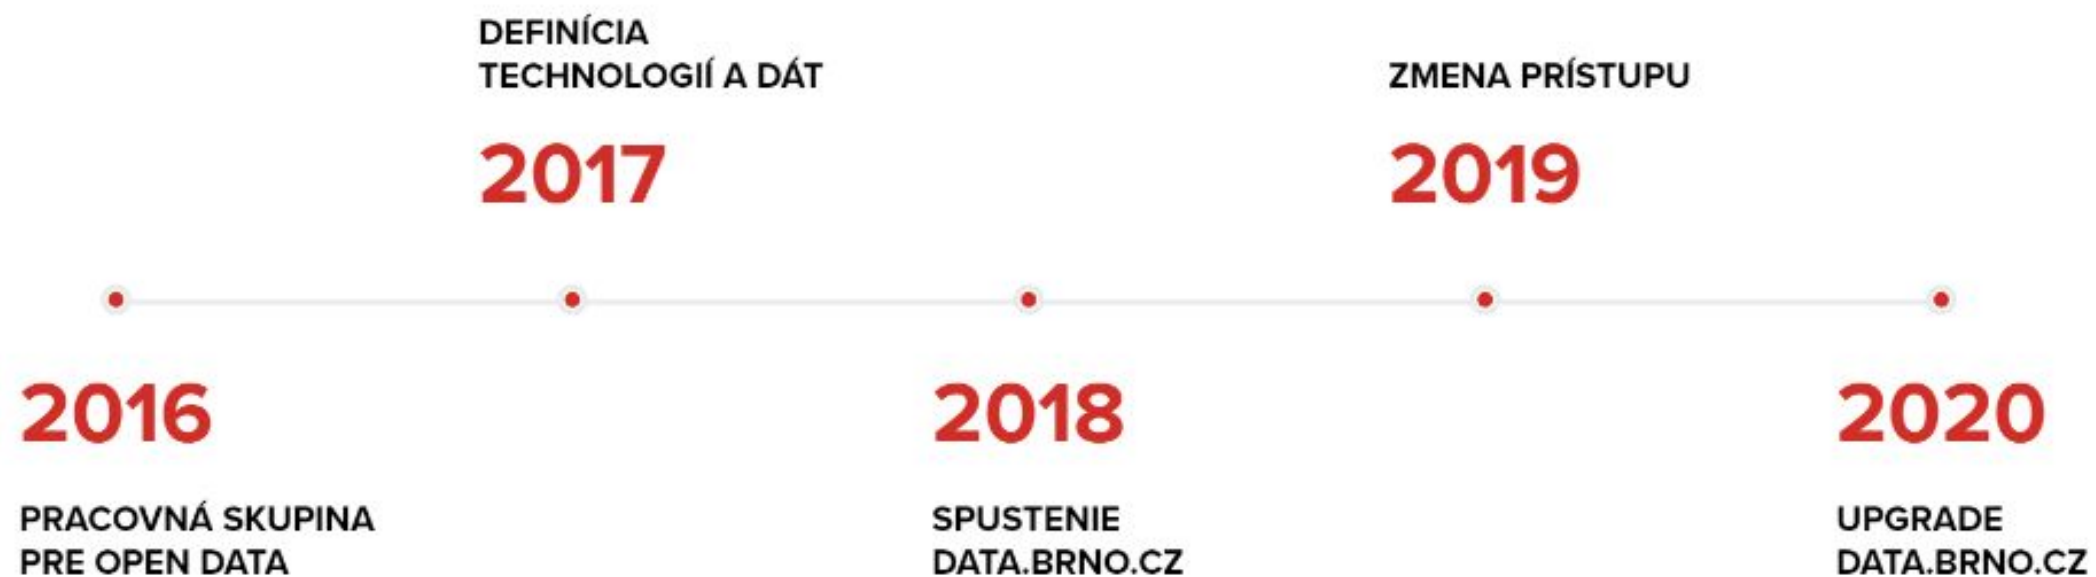 DEFINÍCIA
TECHNOLOGIÍ A DÁT
2017
ZMENA PRÍSTUPU
2019
2016
PRACOVNÁ SKUPINA
PRE OPEN DATA
2018
SPUSTENIE
DATA.BRNO.CZ
2020
UPGRADE
DATA.BRNO.CZ